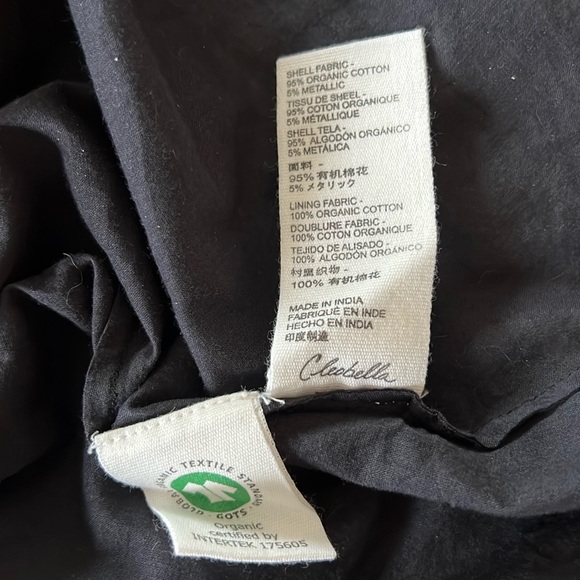 SHELL FABRIC -
95% ORGANIC COTTON
5% METALLIC
TISSU DE SHEEL -
95% COTON ORGANIQUE
5% MÉTALLIQUE
SHELL TELA -
95% ALGODÓN ORGÁNICO
5% METÁLICA
面料 -
95% 有机棉花
5% メタリック
LINING FABRIC -
100% ORGANIC COTTON
DOUBLURE FABRIC -
100% COTON ORGANIQUE
TEJIDO DE ALISADO -
100% ALGODÓN ORGÁNICO
衬底织物 -
100% 有机棉花
MADE IN INDIA
FABRIQUÉ EN INDE
HECHO EN INDIA
印度制造
Cleobella
GLOBAL ORGANIC TEXTILE STANDARD
· GOTS ·
Organic
certified by
INTERTEK 175605